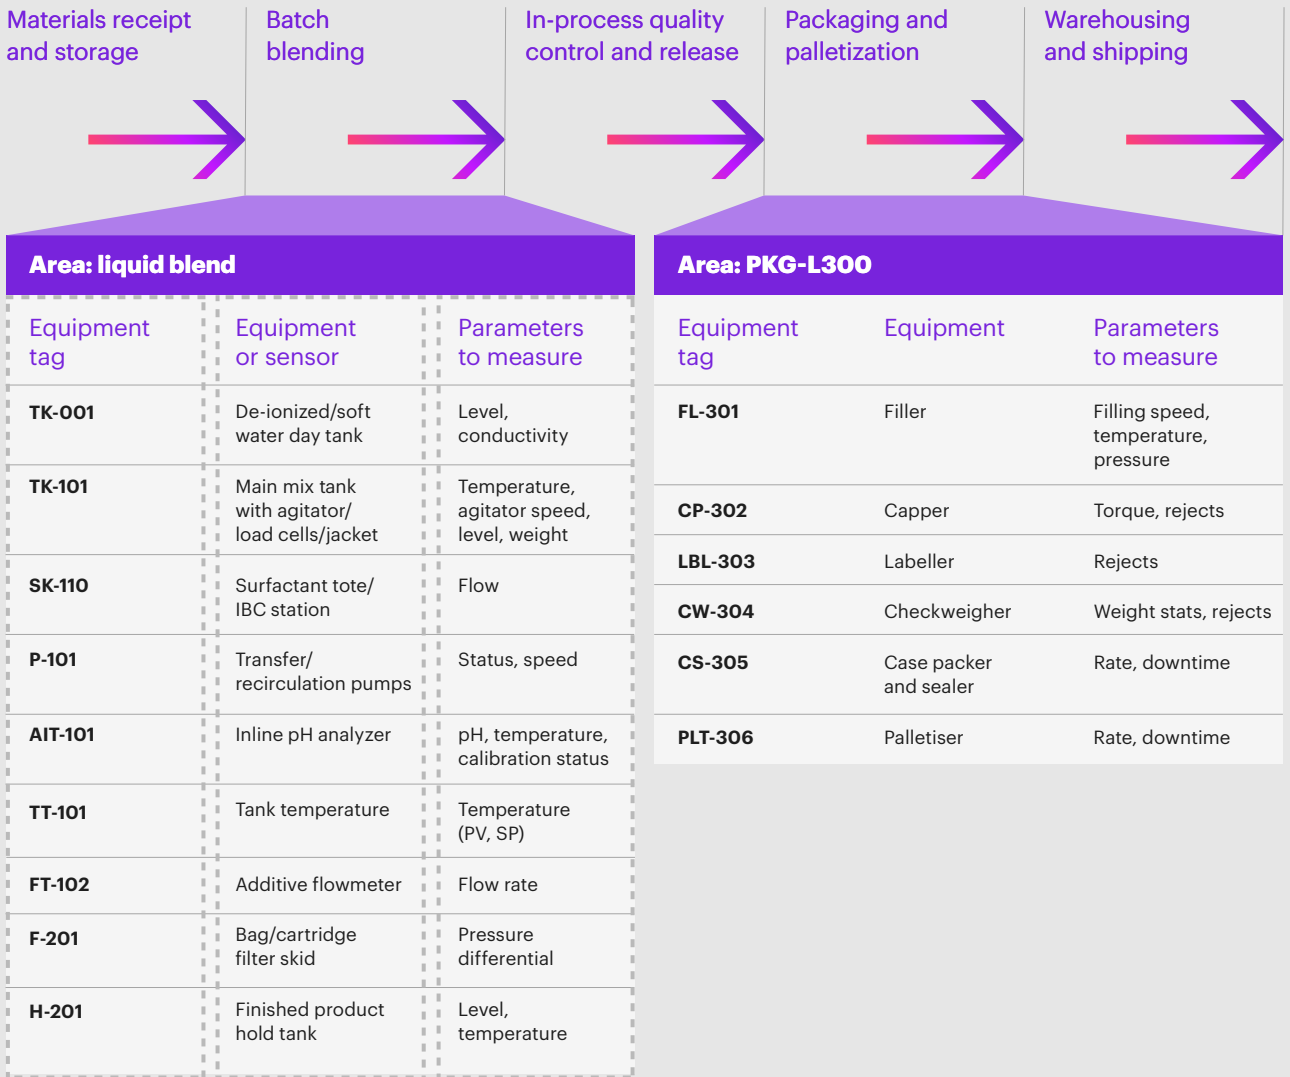 Materials receipt
and storage
Batch
blending
In-process quality
control and release
Packaging and
palletization
Warehousing
and shipping
Area: liquid blend
Equipment
tag
Equipment
or sensor
Parameters
to measure
TK-001
De-ionized/soft
water day tank
Level,
conductivity
TK-101
Main mix tank
with agitator/
load cells/jacket
Temperature,
agitator speed,
level, weight
SK-110
Surfactant tote/
IBC station
Flow
P-101
Transfer/
recirculation pumps
Status, speed
AIT-101
Inline pH analyzer
pH, temperature,
calibration status
TT-101
Tank temperature
Temperature
(PV, SP)
FT-102
Additive flowmeter
Flow rate
F-201
Bag/cartridge
filter skid
Pressure
differential
H-201
Finished product
hold tank
Level,
temperature
Area: PKG-L300
Equipment
tag
Equipment
Parameters
to measure
FL-301
Filler
Filling speed,
temperature,
pressure
CP-302
Capper
Torque, rejects
LBL-303
Labeller
Rejects
CW-304
Checkweigher
Weight stats, rejects
CS-305
Case packer
and sealer
Rate, downtime
PLT-306
Palletiser
Rate, downtime